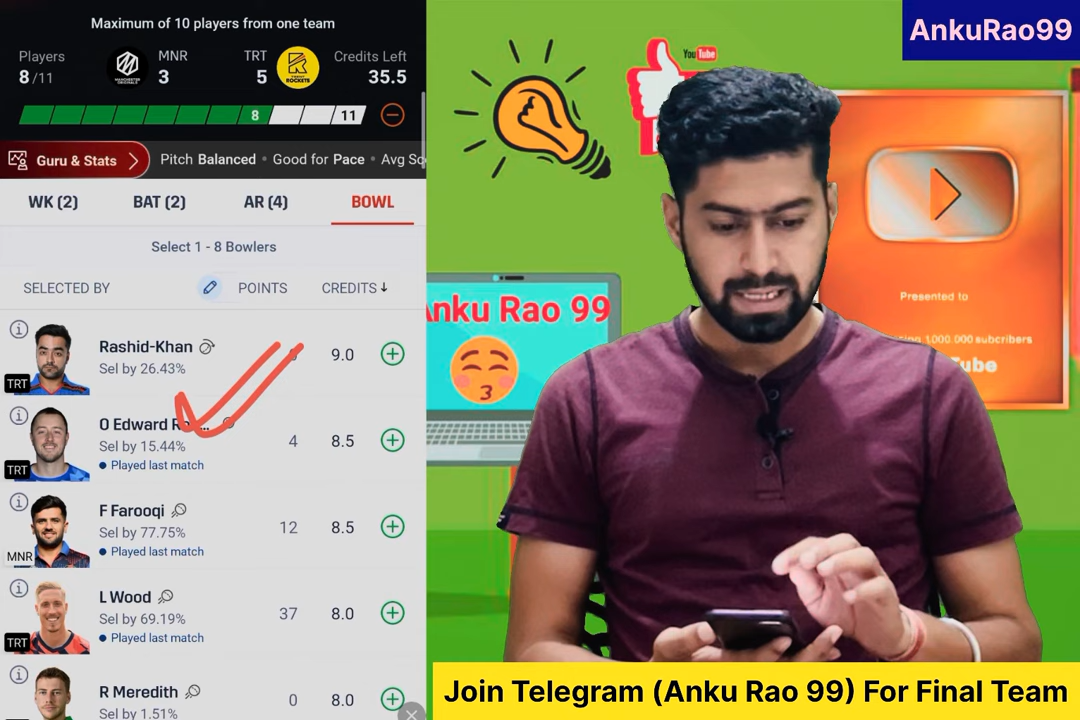 Maximum of 10 players from one team
Players
8 /11
MNR
3
TRT
5
Credits Left
35.5
8
11
Guru & Stats
Pitch Balanced • Good for Pace • Avg
WK (2)
BAT (2)
AR (4)
BOWL
Select 1 - 8 Bowlers
SELECTED BY
POINTS
CREDITS ↓
Rashid-Khan
Sel by 26.43%
TRT
9.0
O Edward
Sel by 15.44%
Played last match
TRT
4
8.5
F Farooqi
Sel by 77.75%
Played last match
MNR
12
8.5
L Wood
Sel by 69.19%
Played last match
TRT
37
8.0
R Meredith
Sel by 1.51%
0
8.0
AnkuRao99
YouTube
Anku Rao 99
Presented to
1,000,000 subcribers
Join Telegram (Anku Rao 99) For Final Team